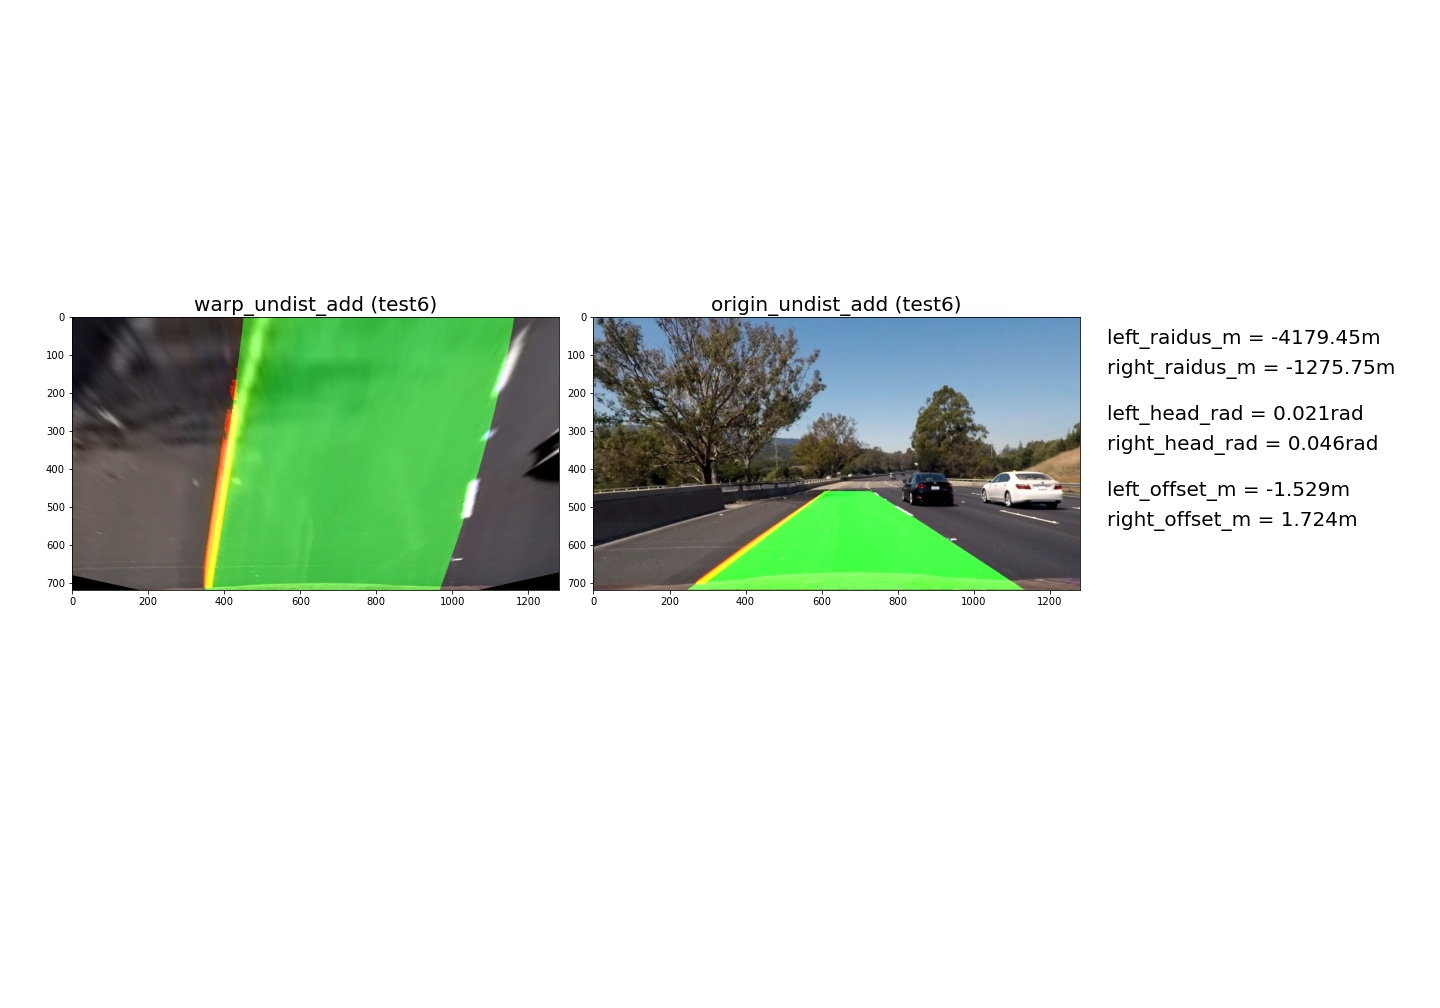 warp_undist_add (test6)
0
100
200
300
400
500
600
700
0 200 400 600 800 1000 1200
origin_undist_add (test6)
0
100
200
300
400
500
600
700
0 200 400 600 800 1000 1200
left_raidus_m = -4179.45m
right_raidus_m = -1275.75m
left_head_rad = 0.021rad
right_head_rad = 0.046rad
left_offset_m = -1.529m
right_offset_m = 1.724m